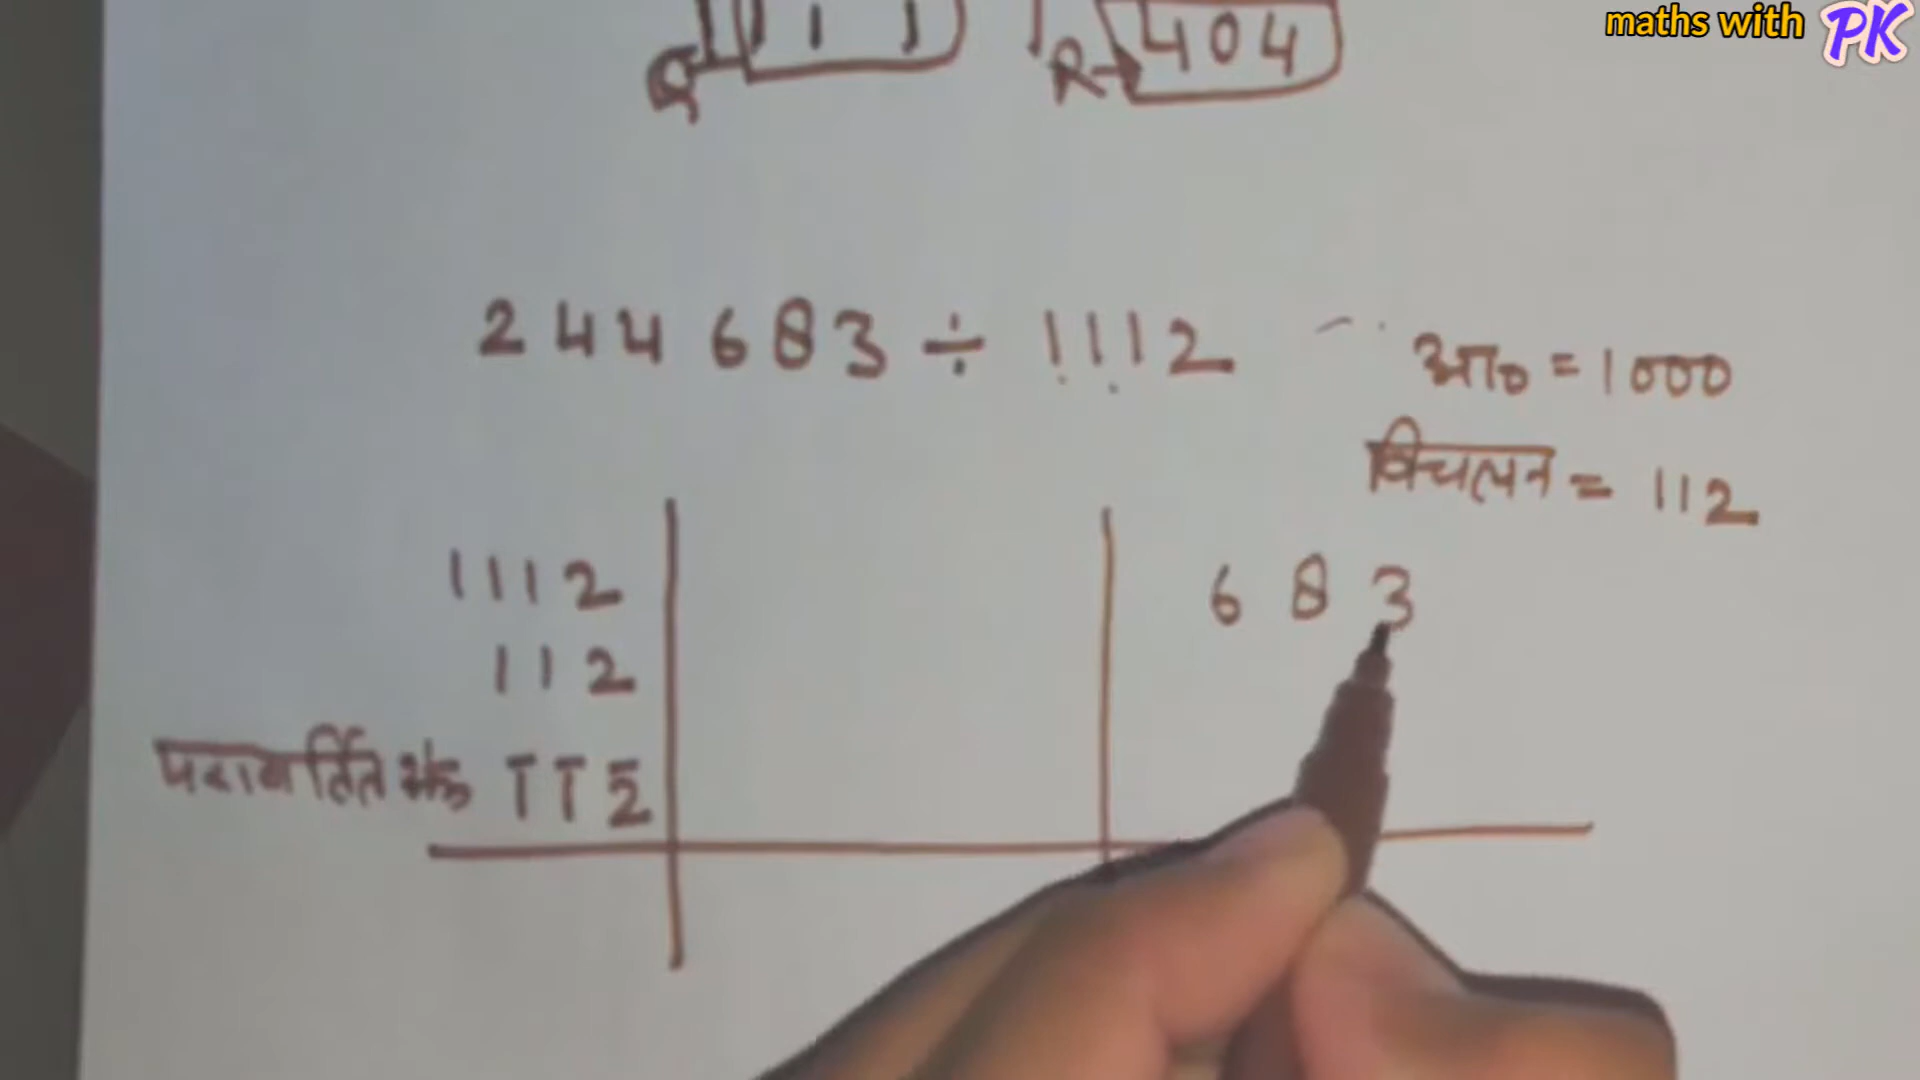 maths with PK
Q 1 1 R→ 404
244683 ÷ 1112
आ० = 1000
विचलन = 112
1112 683
112
परावर्तित अंक 1̅ 1̅ 2̅